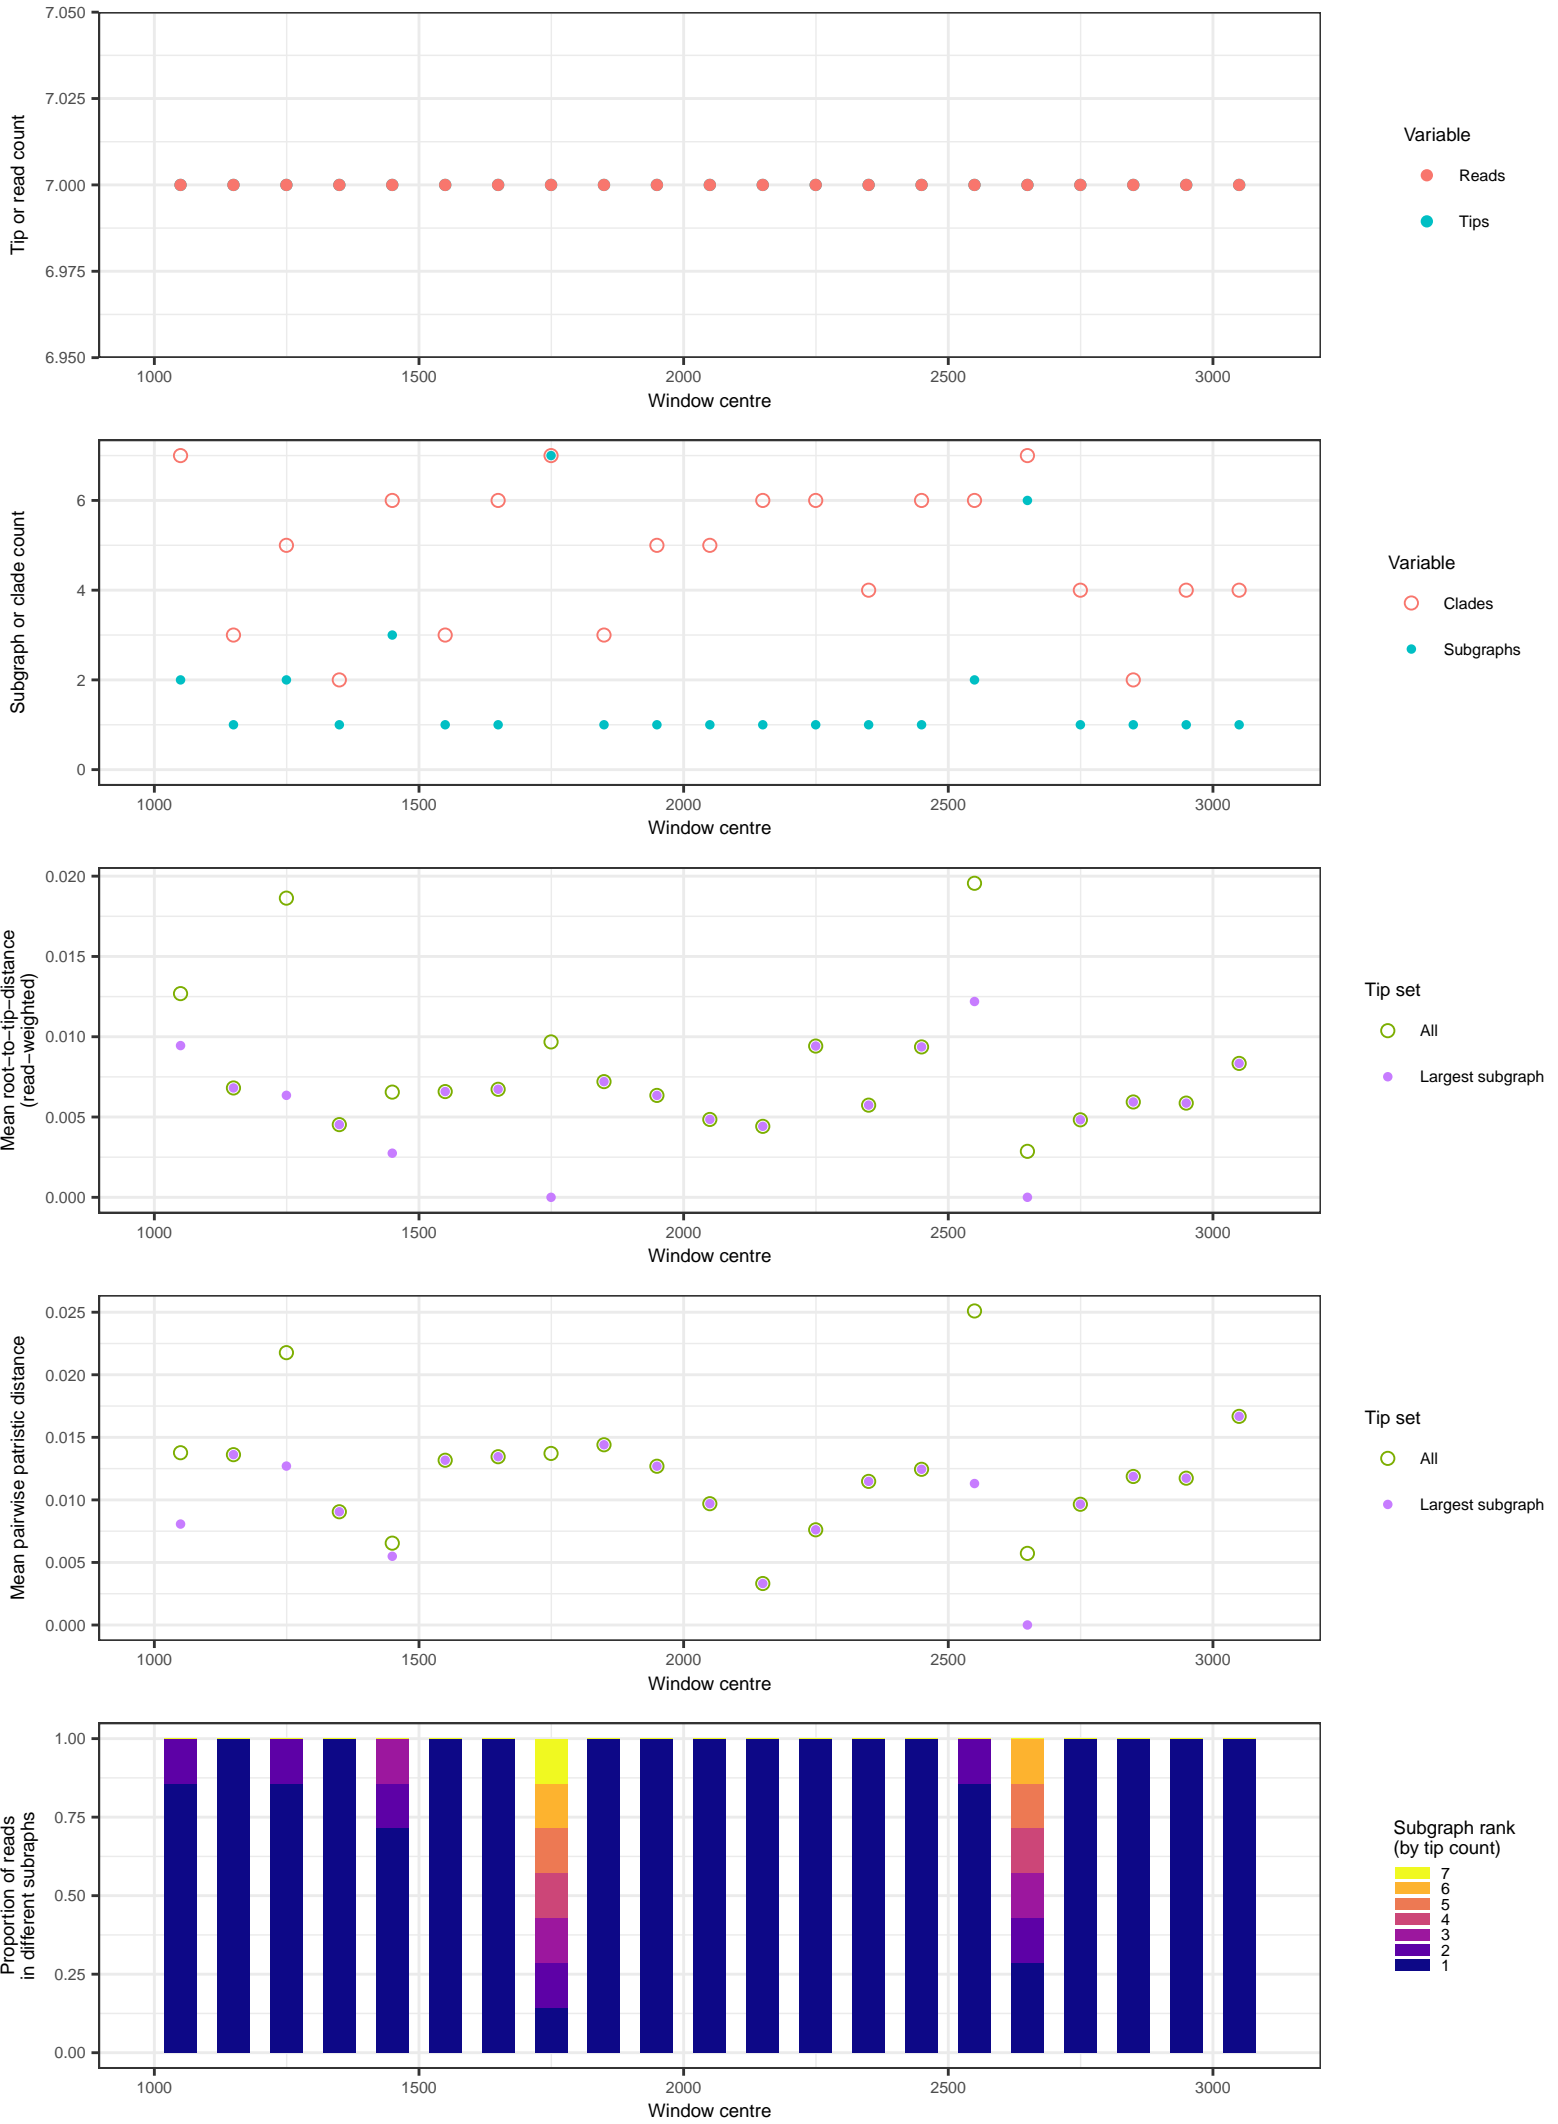 7.050
7.025
7.000
6.975
6.950
Tip or read count
1000 1500 2000 2500 3000
Window centre
Variable
Reads
Tips
6
4
2
0
Subgraph or clade count
1000 1500 2000 2500 3000
Window centre
Variable
Clades
Subgraphs
0.020
0.015
0.010
0.005
0.000
Mean root−to−tip−distance
(read−weighted)
1000 1500 2000 2500 3000
Window centre
Tip set
All
Largest subgraph
0.025
0.020
0.015
0.010
0.005
0.000
Mean pairwise patristic distance
1000 1500 2000 2500 3000
Window centre
Tip set
All
Largest subgraph
1.00
0.75
0.50
0.25
0.00
Proportion of reads
in different subraphs
1000 1500 2000 2500 3000
Window centre
Subgraph rank
(by tip count)
7
6
5
4
3
2
1